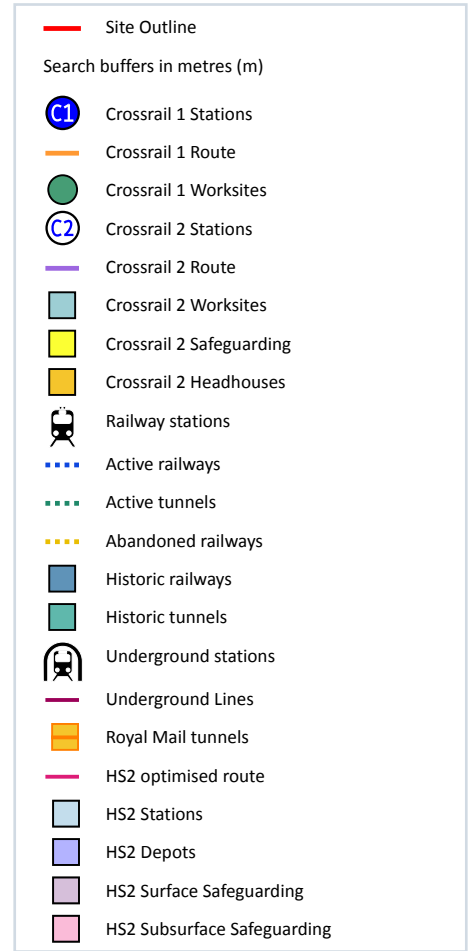 Site Outline
Search buffers in metres (m)
C1 Crossrail 1 Stations
Crossrail 1 Route
Crossrail 1 Worksites
C2 Crossrail 2 Stations
Crossrail 2 Route
Crossrail 2 Worksites
Crossrail 2 Safeguarding
Crossrail 2 Headhouses
Railway stations
Active railways
Active tunnels
Abandoned railways
Historic railways
Historic tunnels
Underground stations
Underground Lines
Royal Mail tunnels
HS2 optimised route
HS2 Stations
HS2 Depots
HS2 Surface Safeguarding
HS2 Subsurface Safeguarding